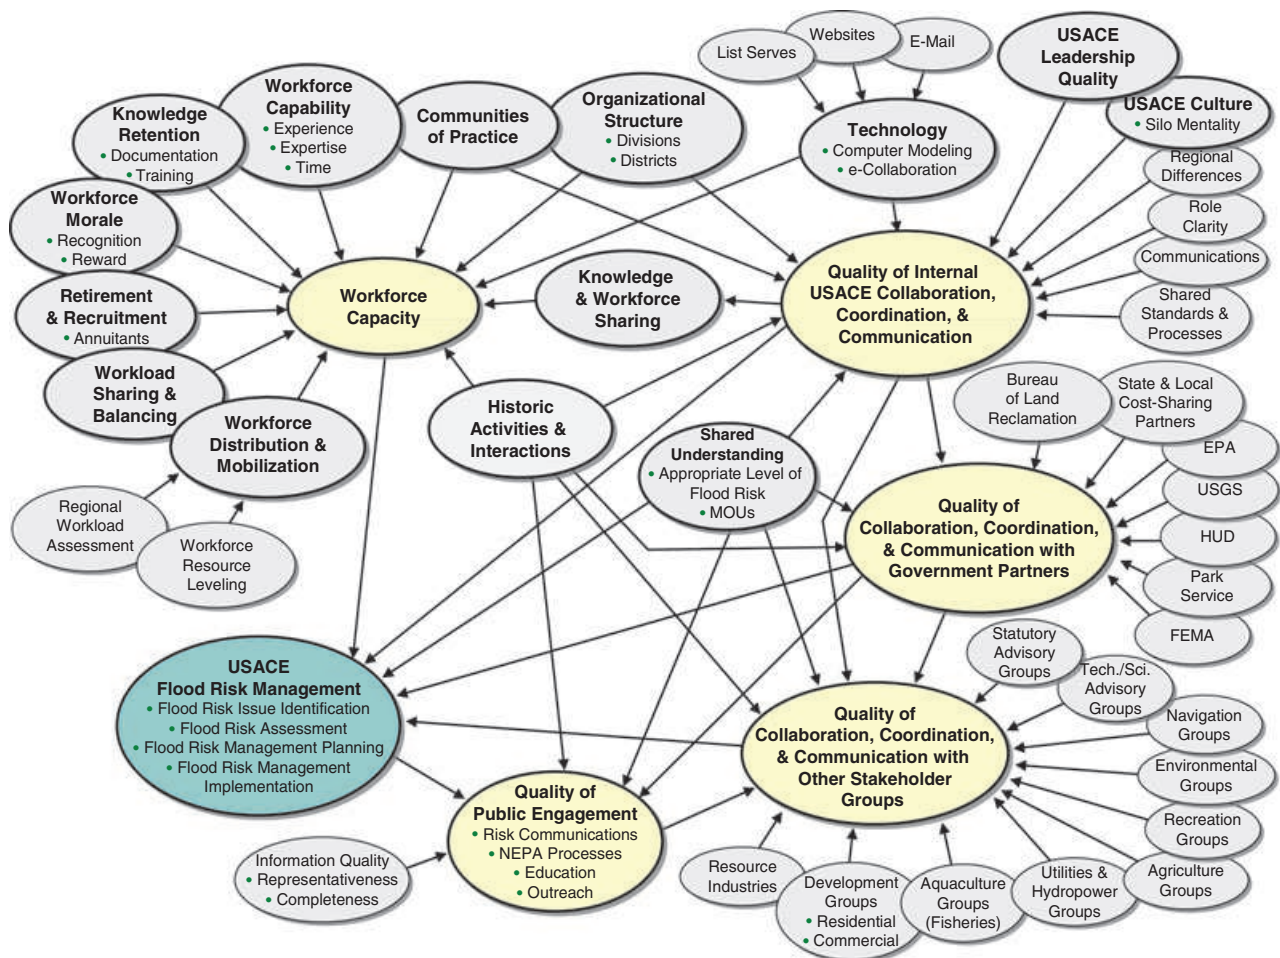 List Serves
Websites
E-Mail
USACE
Leadership
Quality
USACE Culture
• Silo Mentality
Knowledge
Retention
• Documentation
• Training
Workforce
Capability
• Experience
• Expertise
• Time
Communities
of Practice
Organizational
Structure
• Divisions
• Districts
Technology
• Computer Modeling
• e-Collaboration
Regional
Differences
Role
Clarity
Communications
Shared
Standards &
Processes
Workforce
Morale
• Recognition
• Reward
Retirement
& Recruitment
• Annuitants
Workload
Sharing &
Balancing
Workforce
Distribution &
Mobilization
Regional
Workload
Assessment
Workforce
Resource
Leveling
Workforce
Capacity
Knowledge
& Workforce
Sharing
Quality of Internal
USACE Collaboration,
Coordination, &
Communication
Historic
Activities &
Interactions
Shared
Understanding
• Appropriate Level of
Flood Risk
• MOUs
Bureau
of Land
Reclamation
State & Local
Cost-Sharing
Partners
EPA
USGS
HUD
Park
Service
FEMA
Quality of
Collaboration, Coordination,
& Communication with
Government Partners
USACE
Flood Risk Management
• Flood Risk Issue Identification
• Flood Risk Assessment
• Flood Risk Management Planning
• Flood Risk Management
Implementation
Quality of
Public Engagement
• Risk Communications
• NEPA Processes
• Education
• Outreach
Information Quality
• Representativeness
• Completeness
Quality of
Collaboration, Coordination,
& Communication with
Other Stakeholder
Groups
Statutory
Advisory
Groups
Tech./Sci.
Advisory
Groups
Navigation
Groups
Environmental
Groups
Recreation
Groups
Agriculture
Groups
Utilities &
Hydropower
Groups
Aquaculture
Groups
(Fisheries)
Development
Groups
• Residential
• Commercial
Resource
Industries